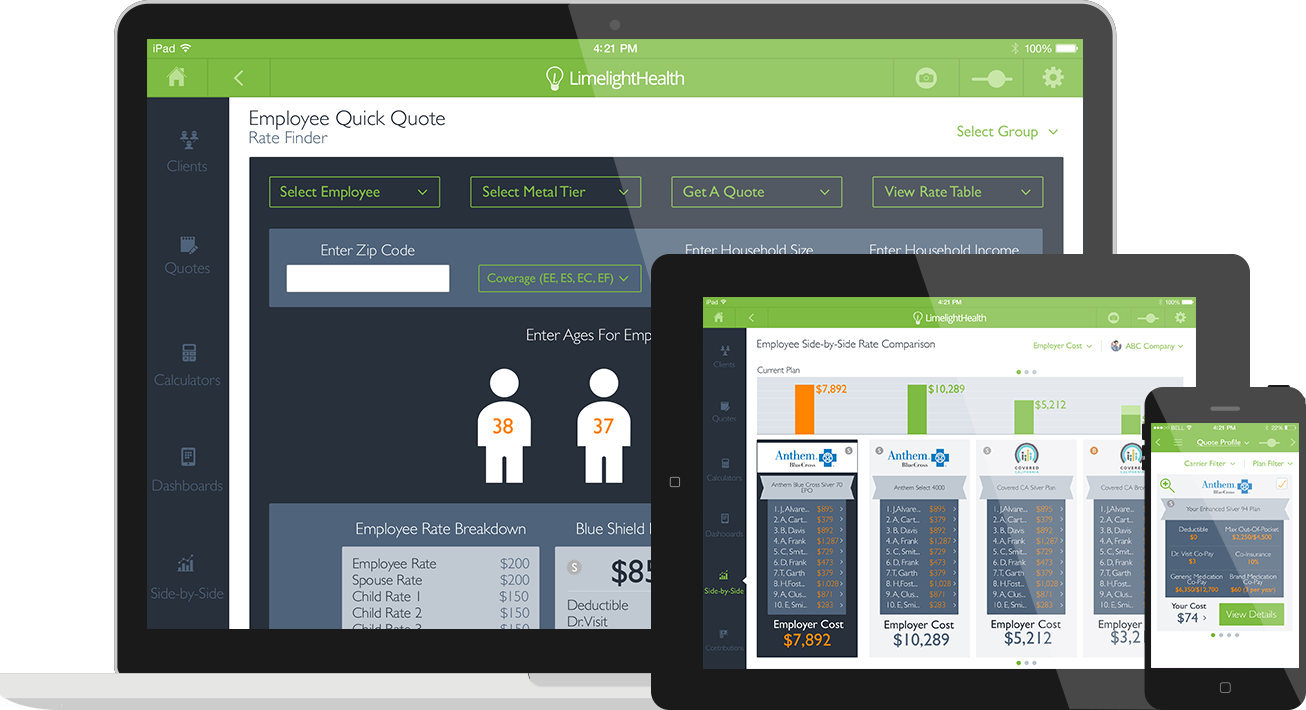 iPad 4:21 PM 100%
LimelightHealth
Employee Quick Quote
Rate Finder
Select Group
Clients
Quotes
Calculators
Dashboards
Side-by-Side
Select Employee
Select Metal Tier
Get A Quote
View Rate Table
Enter Zip Code
Coverage (EE, ES, EC, EF)
Enter Household Size
Enter Household Income
Enter Ages For Emp
38
37
Employee Rate Breakdown
Employee Rate $200
Spouse Rate $200
Child Rate 1 $150
Child Rate 2 $150
Child Rate 3 $150
Blue Shield
S
$85
Deductible
Dr.Visit
iPad 4:21 PM 100%
LimelightHealth
Clients
Quotes
Calculators
Dashboards
Side-by-Side
Contributions
Employee Side-by-Side Rate Comparison
Employer Cost
ABC Company
Current Plan
$7,892
$10,289
$5,212
Anthem.
BlueCross
S
Anthem Blue Cross Silver 70
EPO
1. J, Alvare... $895
2. A, Cart... $379
3. B, Davis $892
4. A, Frank $1,287
5. C, Smit... $729
6. D, Frank $473
7. T. Garth $379
8. H,Fost... $1,028
9. A, Clus... $871
10. E, Smi... $283
Employer Cost
$7,892
S
Anthem.
BlueCross
Anthem Select 4000
1. J, Alvare... $895
2. A, Cart... $379
3. B, Davis $892
4. A, Frank $1,287
5. C, Smit... $729
6. D, Frank $473
7. T. Garth $379
8. H,Fost... $1,028
9. A, Clus... $871
10. E, Smi... $283
Employer Cost
$10,289
S
COVERED
CALIFORNIA
Covered CA Silver Plan
1. J, Alvare... $895
2. A, Cart... $379
3. B, Davis $892
4. A, Frank $1,287
5. C, Smit... $729
6. D, Frank $473
7. T. Garth $379
8. H,Fost... $1,028
9. A, Clus... $871
10. E, Smi... $283
Employer Cost
$5,212
B
COVERED
Covered CA Bro
1. J, Alvare...
2. A, Cart...
3. B, Davis
4. A, Frank
5. C, Smit...
6. D, Frank
7. T. Garth
8. H,Fost...
9. A, Clus...
10. E, Smi...
Employer
$3,2
BELL 4:21 PM 22%
Quote Profile
Carrier Filter
Plan Filter
Anthem.
BlueCross
S
Your Enhanced Silver 94 Plan
Deductible
$0
Max Out-Of-Pocket
$2,250/$4,500
Dr. Visit Co-Pay
$3
Co-Insurance
10%
Generic Medication
Co-Pay
$6,350/$12,700
Brand Medication
Co-Pay
$60 (3 per year)
Your Cost
$74
View Details